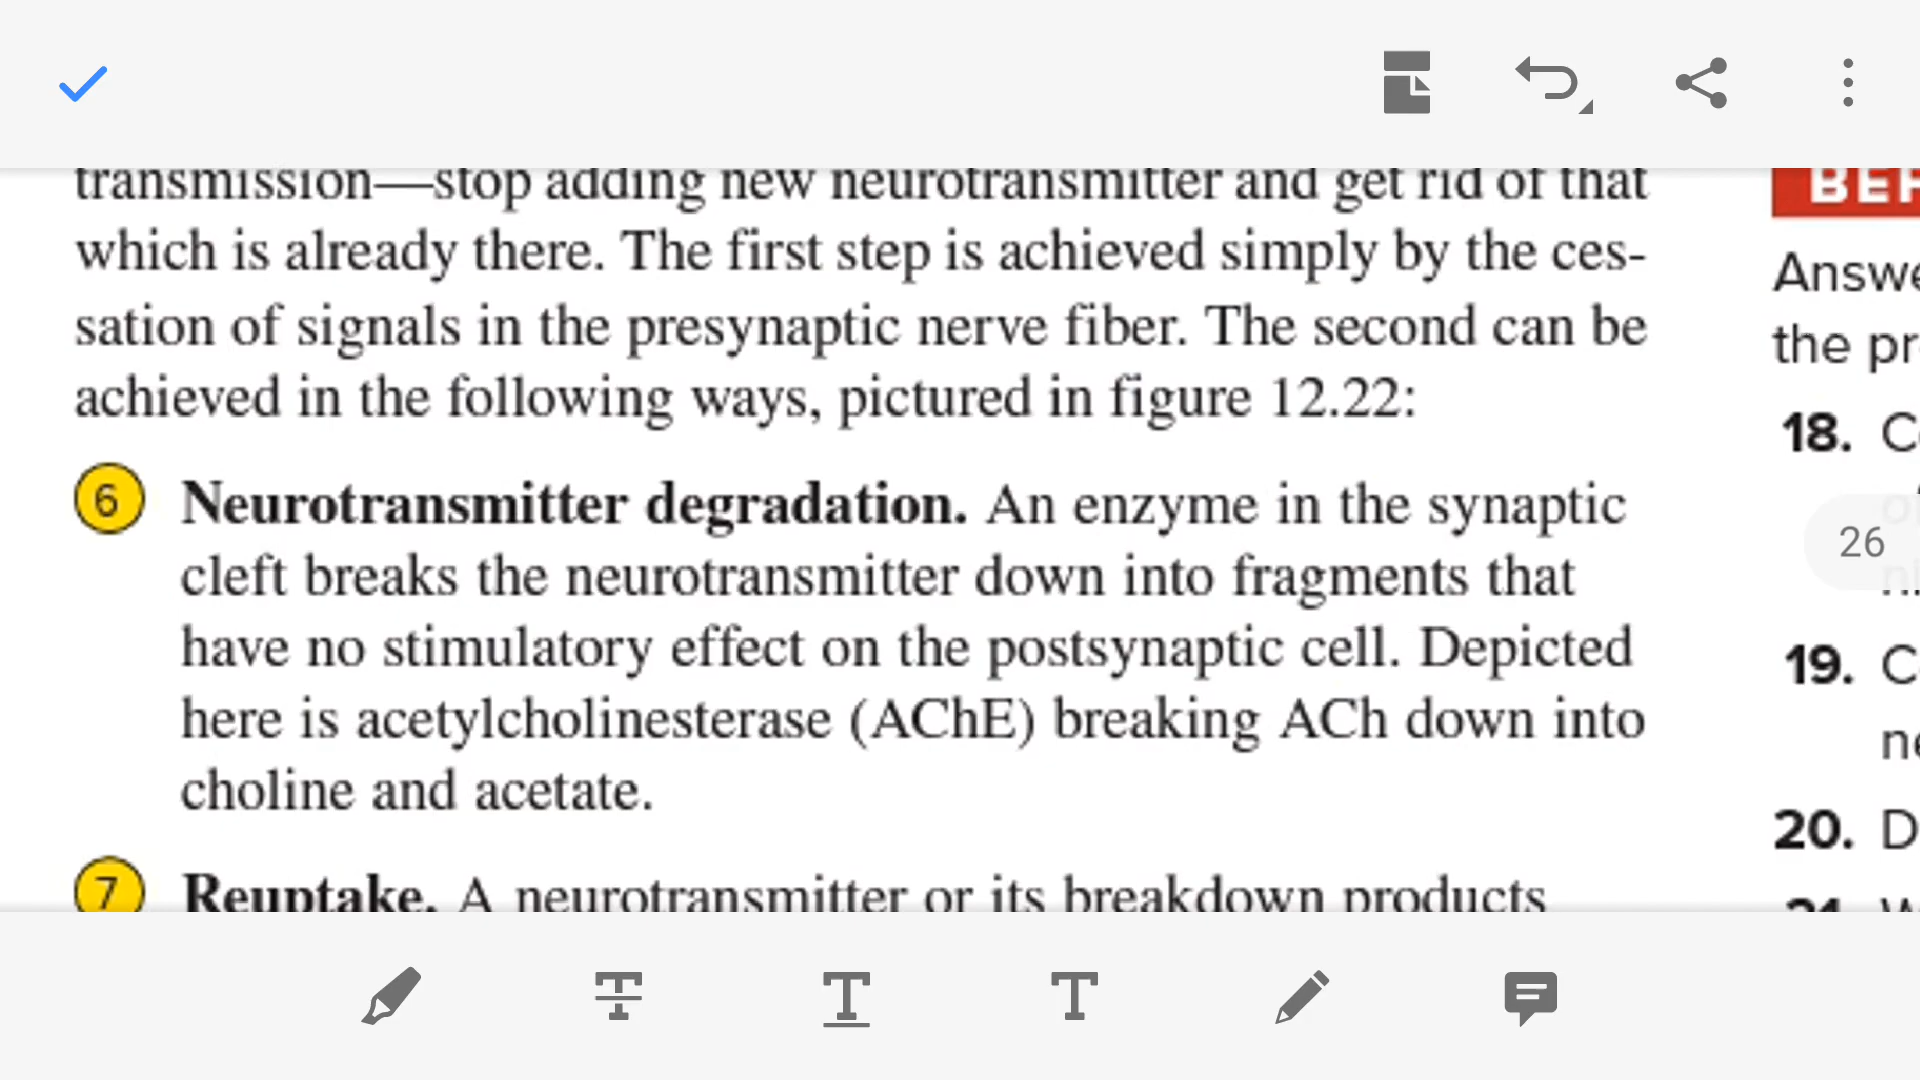 transmission—stop adding new neurotransmitter and get rid of that
which is already there. The first step is achieved simply by the ces-
sation of signals in the presynaptic nerve fiber. The second can be
achieved in the following ways, pictured in figure 12.22:
6 Neurotransmitter degradation. An enzyme in the synaptic
cleft breaks the neurotransmitter down into fragments that
have no stimulatory effect on the postsynaptic cell. Depicted
here is acetylcholinesterase (AChE) breaking ACh down into
choline and acetate.
7 Reuptake. A neurotransmitter or its breakdown products
Answe
the pr
18. C
26
19. C
ne
20. D
21. W